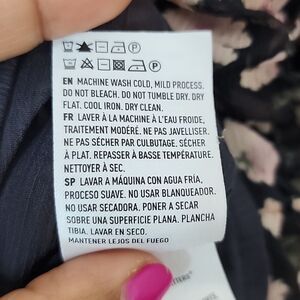 EN MACHINE WASH COLD, MILD PROCESS.
DO NOT BLEACH. DO NOT TUMBLE DRY. DRY
FLAT. COOL IRON. DRY CLEAN.
FR LAVER À LA MACHINE À L'EAU FROIDE,
TRAITEMENT MODÉRÉ. NE PAS JAVELLISER.
NE PAS SÉCHER PAR CULBUTAGE. SÉCHER
À PLAT. REPASSER À BASSE TEMPÉRATURE.
NETTOYER À SEC.
SP LAVAR A MÁQUINA CON AGUA FRÍA,
PROCESO SUAVE. NO USAR BLANQUEADOR.
NO USAR SECADORA. PONER A SECAR
SOBRE UNA SUPERFICIE PLANA. PLANCHA
TIBIA. LAVAR EN SECO.
MANTENER LEJOS DEL FUEGO